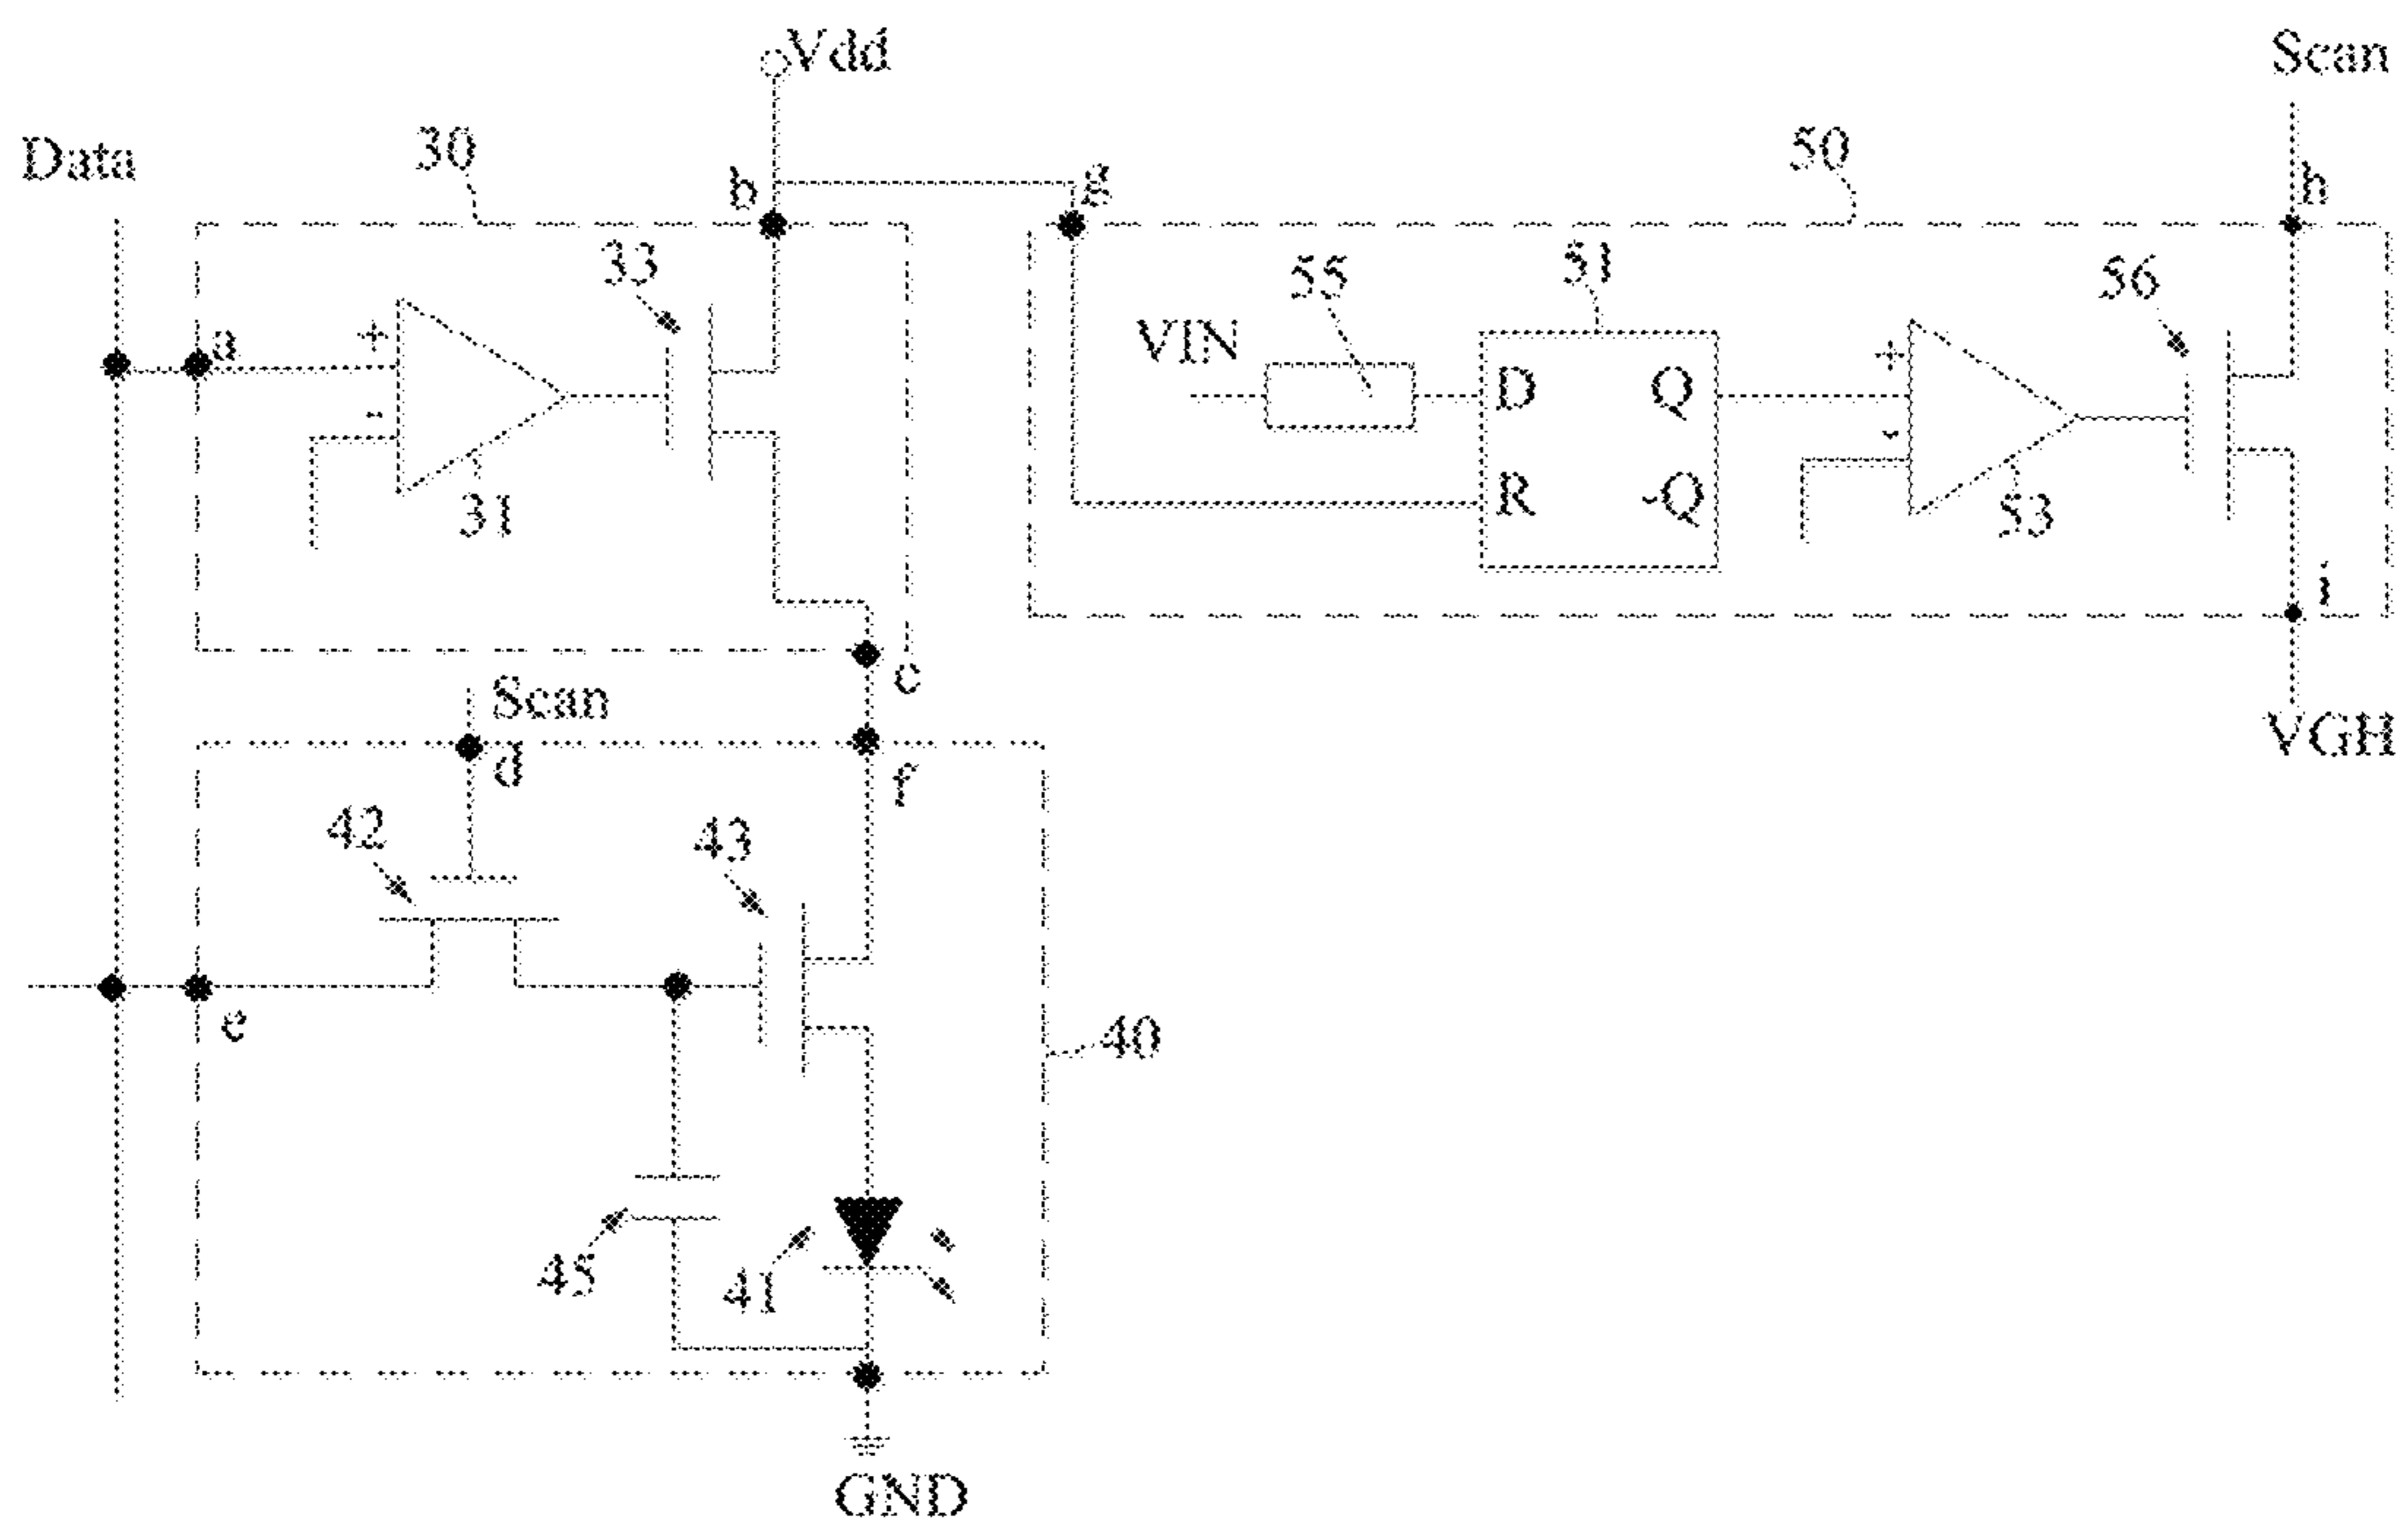 Vdd
Scan
Data
30
50
b
g
h
33
55
51
56
VIN
a
+
-
+
-
D
Q
R
-Q
31
53
i
c
Scan
VGH
d
f
42
43
e
40
45
41
GND